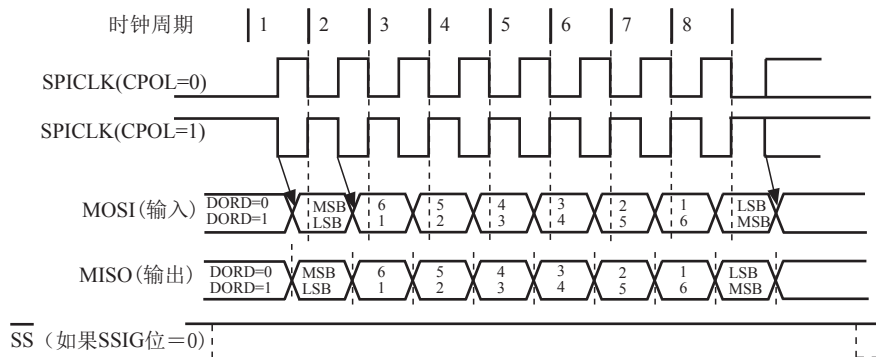 时钟周期 1 2 3 4 5 6 7 8
SPICLK(CPOL=0)
SPICLK(CPOL=1)
MOSI(输入) DORD=0 MSB 6 5 4 3 2 1 LSB
DORD=1 LSB 1 2 3 4 5 6 MSB
MISO(输出) DORD=0 MSB 6 5 4 3 2 1 LSB
DORD=1 LSB 1 2 3 4 5 6 MSB
SS（如果SSIG位＝0）